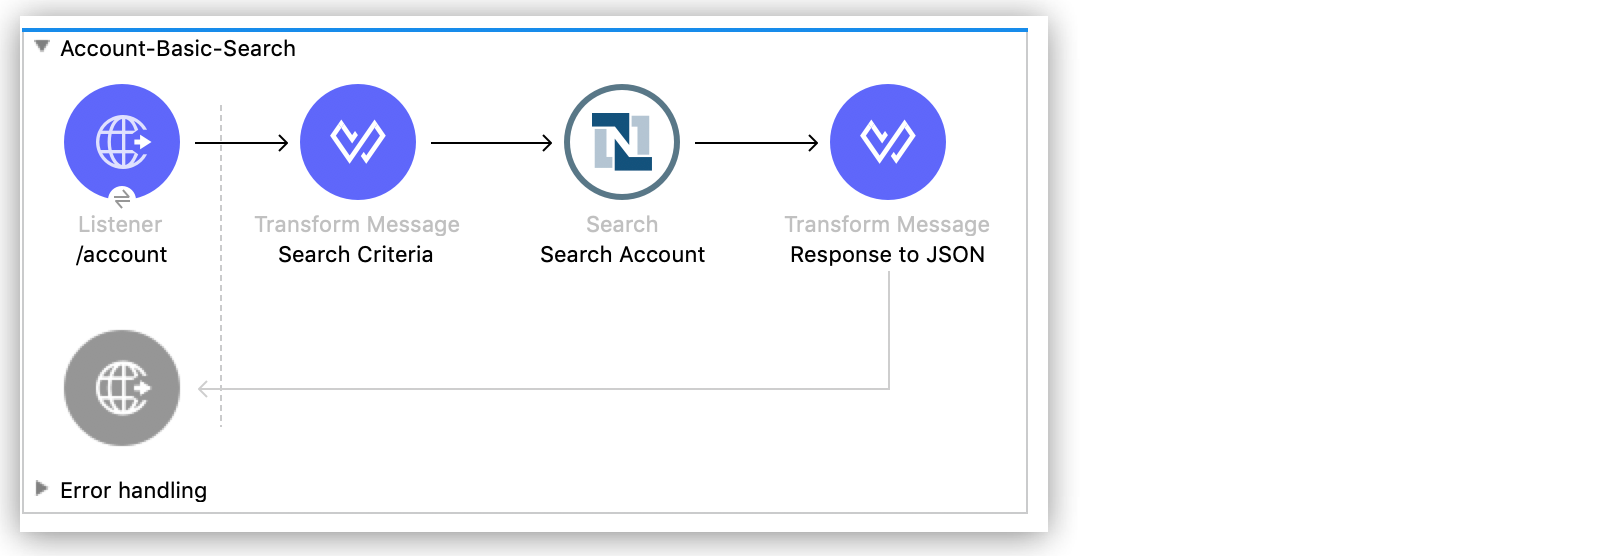 Account-Basic-Search
Listener
/account
Transform Message
Search Criteria
Search
Search Account
Transform Message
Response to JSON
Error handling